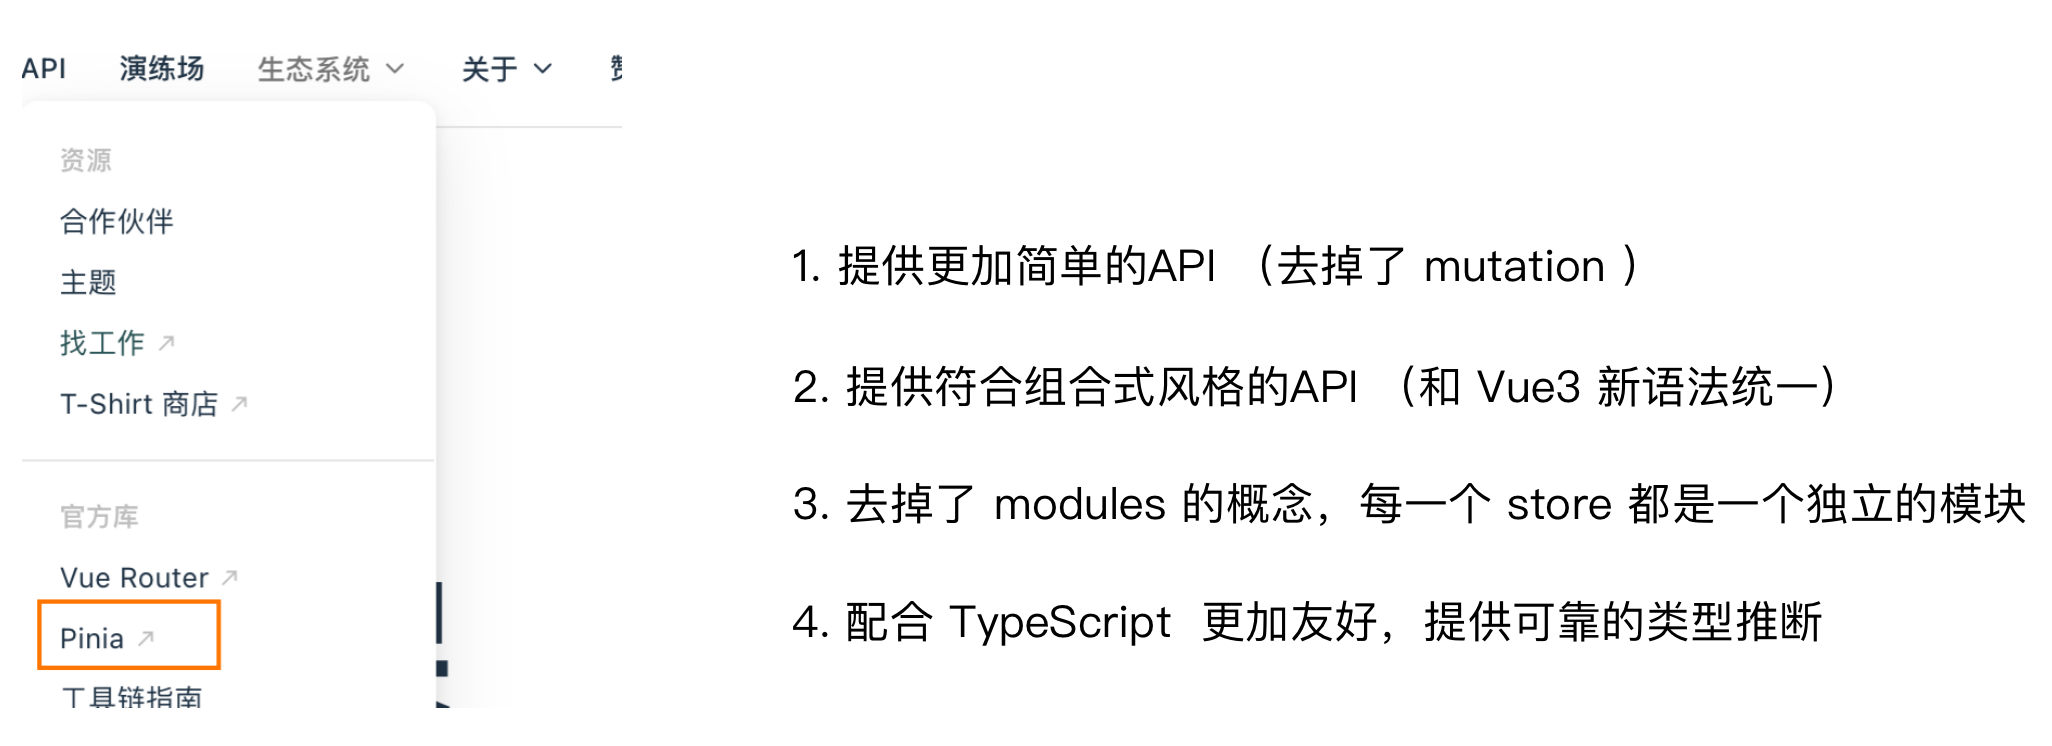 API 演练场 生态系统 关于
资源
合作伙伴
主题
找工作
T-Shirt 商店
官方库
Vue Router
Pinia
工具链指南
1. 提供更加简单的API （去掉了 mutation ）
2. 提供符合组合式风格的API （和 Vue3 新语法统一）
3. 去掉了 modules 的概念，每一个 store 都是一个独立的模块
4. 配合 TypeScript 更加友好，提供可靠的类型推断